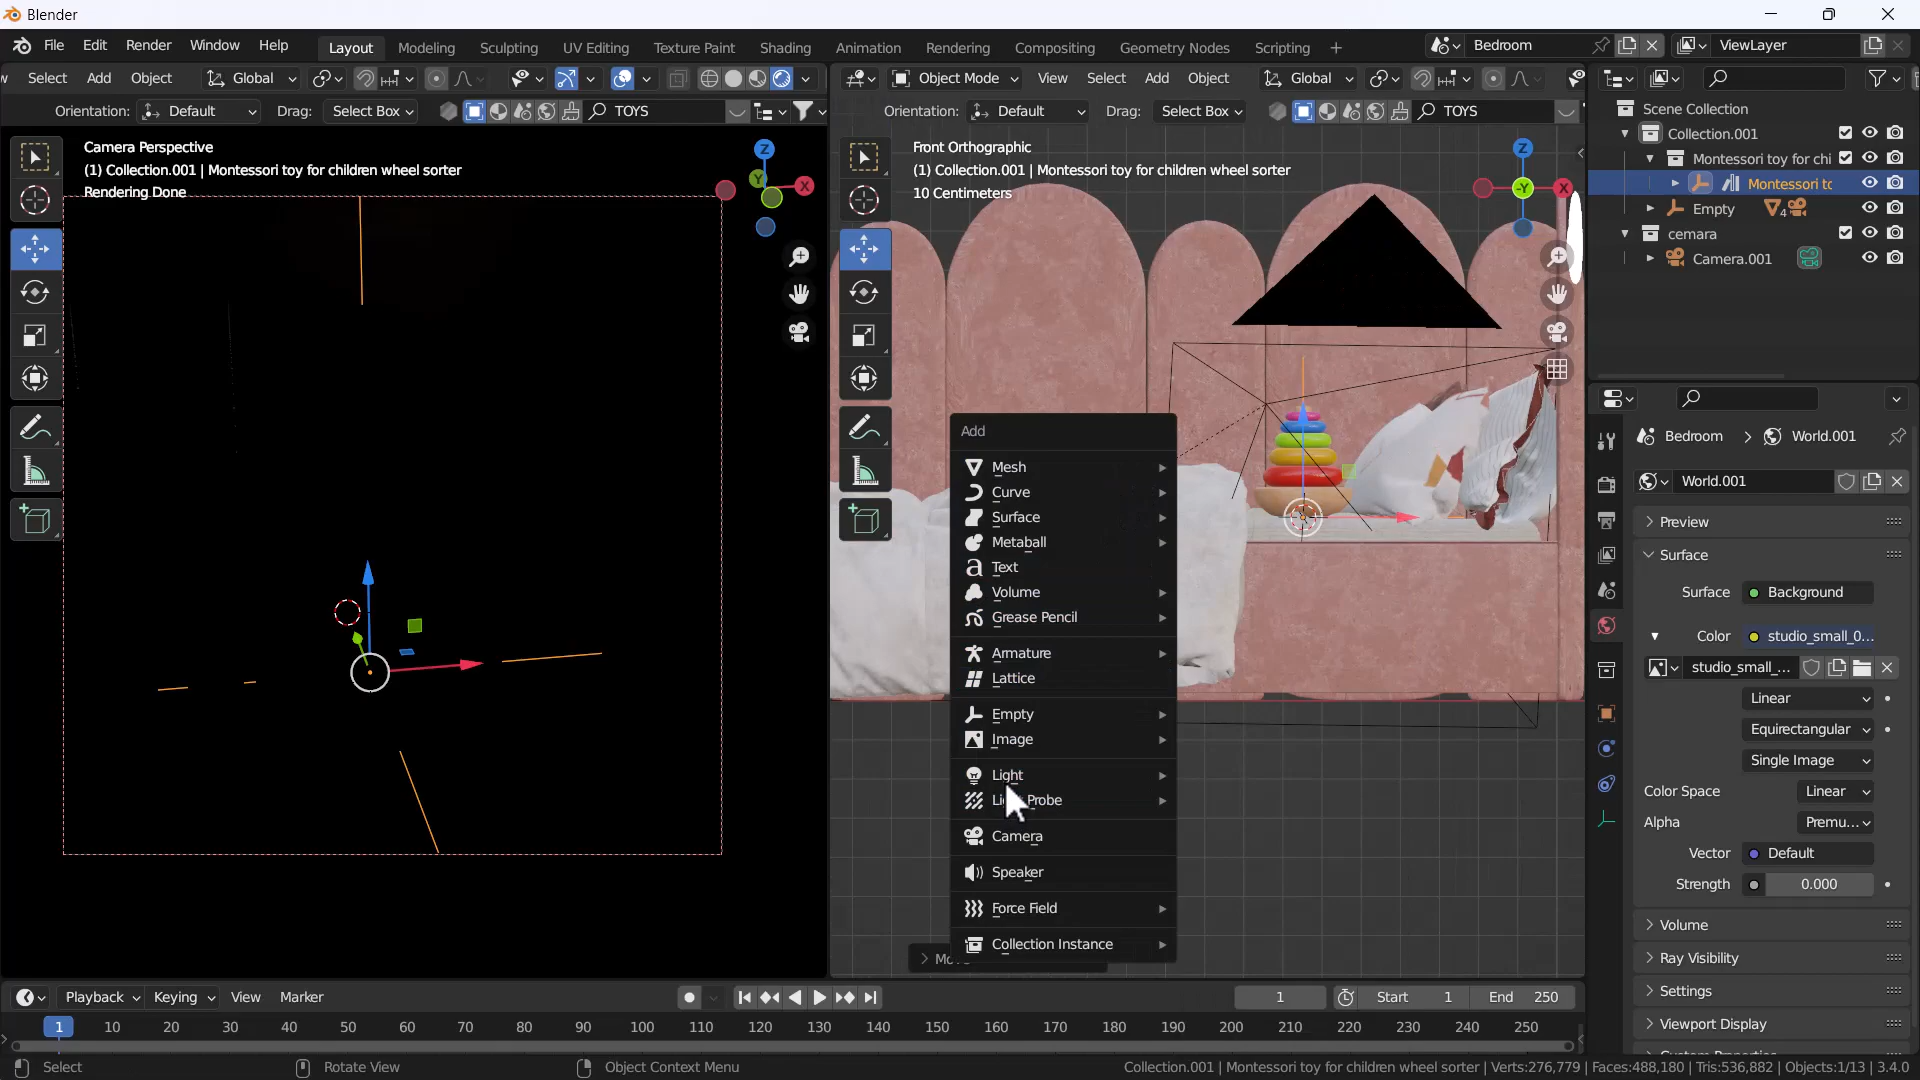 Blender
File Edit Render Window Help Layout Modeling Sculpting UV Editing Texture Paint Shading Animation Rendering Compositing Geometry Nodes Scripting + Bedroom ViewLayer
Select Add Object Global Object Mode View Select Add Object Global
Orientation: Default Drag: Select Box TOYS Orientation: Default Drag: Select Box TOYS
Scene Collection
Collection.001
Montessori toy for chi
Montessori tc
Empty 4
cemara
Camera.001
Camera Perspective
(1) Collection.001 | Montessori toy for children wheel sorter
Rendering Done
Z
Y
X
Front Orthographic
(1) Collection.001 | Montessori toy for children wheel sorter
10 Centimeters
Z
-Y
X
Add
Mesh
Curve
Surface
Metaball
Text
Volume
Grease Pencil
Armature
Lattice
Empty
Image
Light
Camera
Speaker
Force Field
Collection Instance
Bedroom > World.001
World.001
Preview
Surface
Surface Background
Color studio_small_0...
studio_small_...
Linear
Equirectangular
Single Image
Color Space Linear
Alpha Premu...
Vector Default
Strength 0.000
Volume
Ray Visibility
Settings
Viewport Display
Playback Keying View Marker 1 Start 1 End 250
1 10 20 30 40 50 60 70 80 90 100 110 120 130 140 150 160 170 180 190 200 210 220 230 240 250
Select Rotate View Object Context Menu Collection.001 | Montessori toy for children wheel sorter | Verts:276,779 | Faces:488,180 | Tris:536,882 | Objects:1/13 | 3.4.0